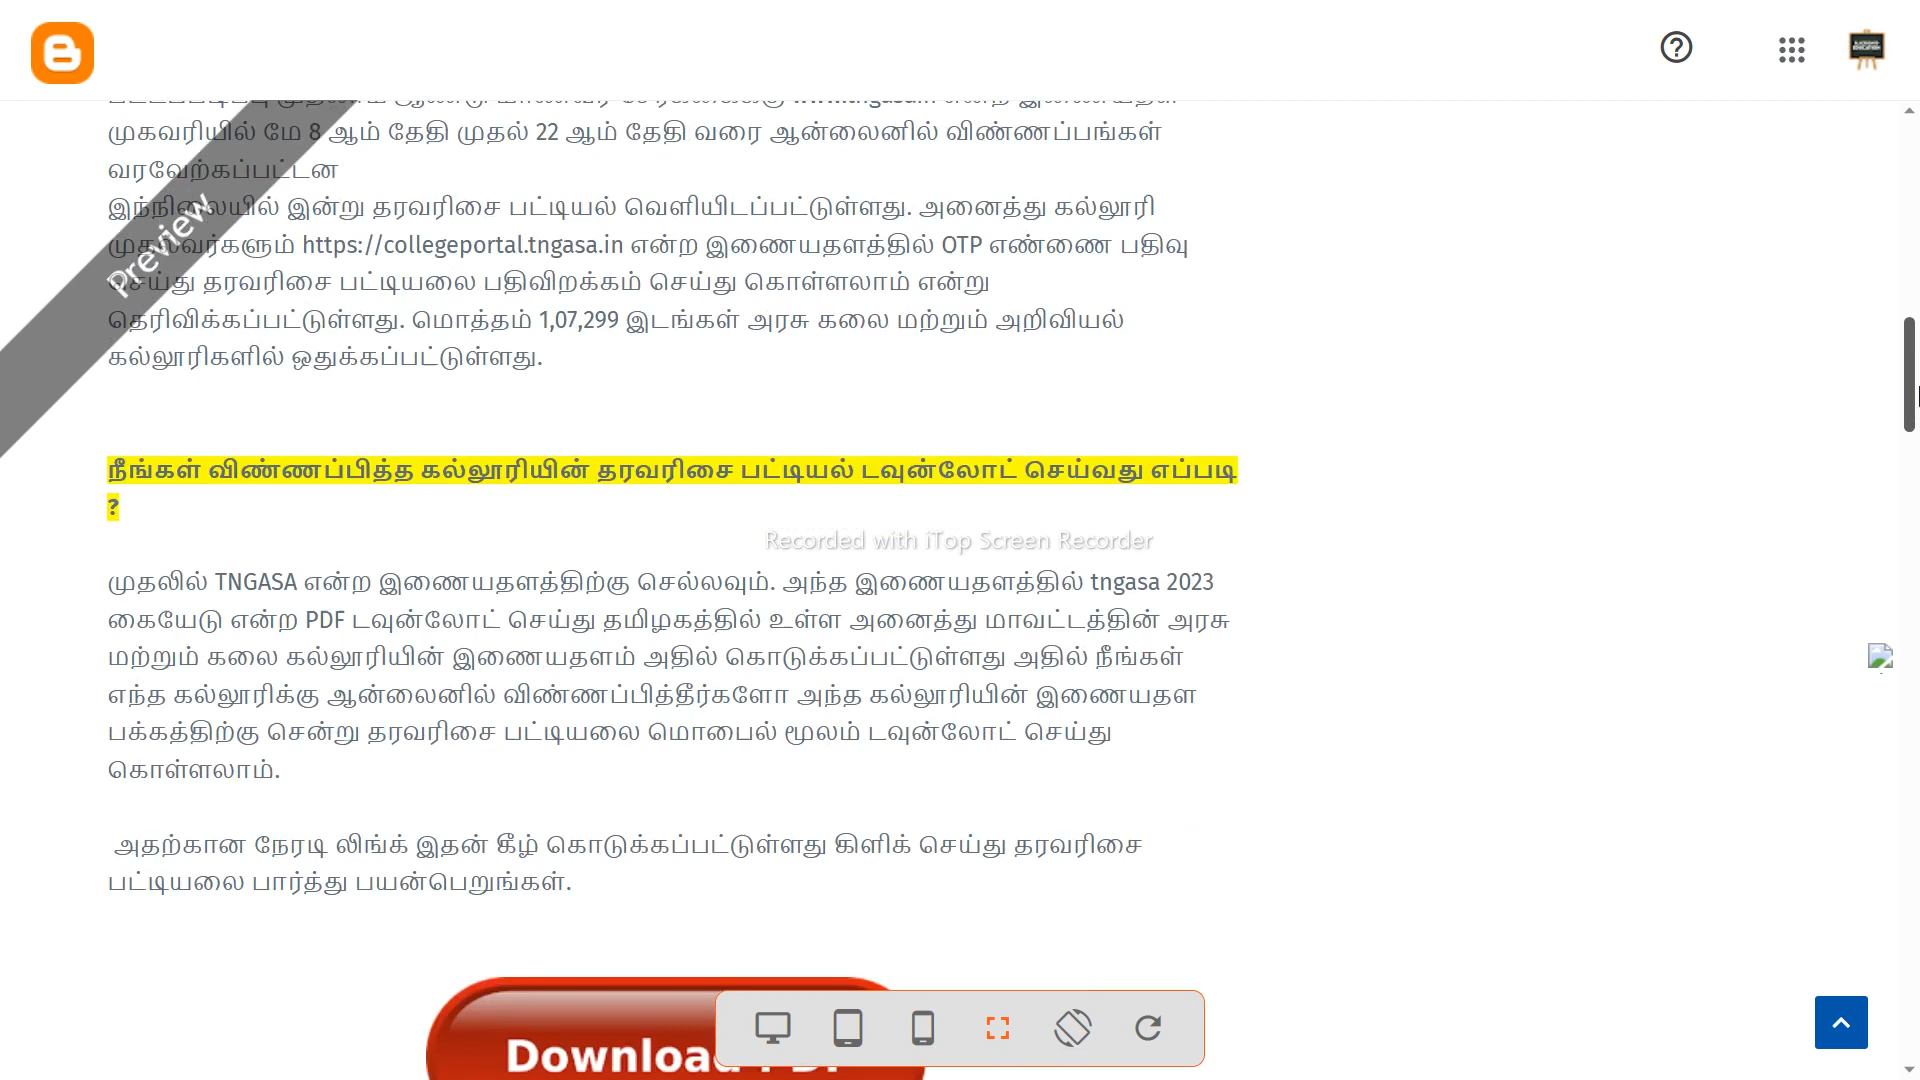 முகவரியில் மே 8 ஆம் தேதி முதல் 22 ஆம் தேதி வரை ஆன்லைனில் விண்ணப்பங்கள்
வரவேற்கப்பட்டன
இந்நிலையில் இன்று தரவரிசை பட்டியல் வெளியிடப்பட்டுள்ளது. அனைத்து கல்லூரி
முதல்வர்களும் https://collegeportal.tngasa.in என்ற இணையதளத்தில் OTP எண்ணை பதிவு
செய்து தரவரிசை பட்டியலை பதிவிறக்கம் செய்து கொள்ளலாம் என்று
தெரிவிக்கப்பட்டுள்ளது. மொத்தம் 1,07,299 இடங்கள் அரசு கலை மற்றும் அறிவியல்
கல்லூரிகளில் ஒதுக்கப்பட்டுள்ளது.
Preview
நீங்கள் விண்ணப்பித்த கல்லூரியின் தரவரிசை பட்டியல் டவுன்லோட் செய்வது எப்படி
?
Recorded with iTop Screen Recorder
முதலில் TNGASA என்ற இணையதளத்திற்கு செல்லவும். அந்த இணையதளத்தில் tngasa 2023
கையேடு என்ற PDF டவுன்லோட் செய்து தமிழகத்தில் உள்ள அனைத்து மாவட்டத்தின் அரசு
மற்றும் கலை கல்லூரியின் இணையதளம் அதில் கொடுக்கப்பட்டுள்ளது அதில் நீங்கள்
எந்த கல்லூரிக்கு ஆன்லைனில் விண்ணப்பித்தீர்களோ அந்த கல்லூரியின் இணையதள
பக்கத்திற்கு சென்று தரவரிசை பட்டியலை மொபைல் மூலம் டவுன்லோட் செய்து
கொள்ளலாம்.
அதற்கான நேரடி லிங்க் இதன் கீழ் கொடுக்கப்பட்டுள்ளது கிளிக் செய்து தரவரிசை
பட்டியலை பார்த்து பயன்பெறுங்கள்.